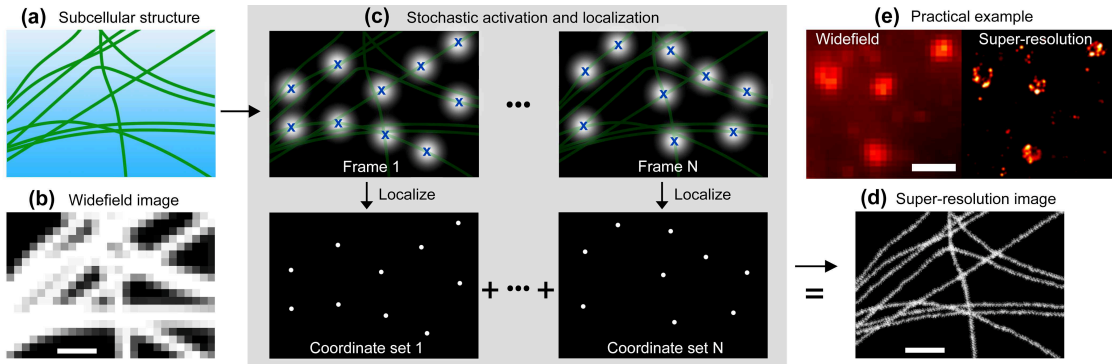 (a) Subcellular structure
(c) Stochastic activation and localization
(e) Practical example
Widefield Super-resolution
x x x x x x x x x x
x x x x x x x x x
Frame 1
Frame N
Localize
Localize
(b) Widefield image
(d) Super-resolution image
+ ••• + =
Coordinate set 1
Coordinate set N